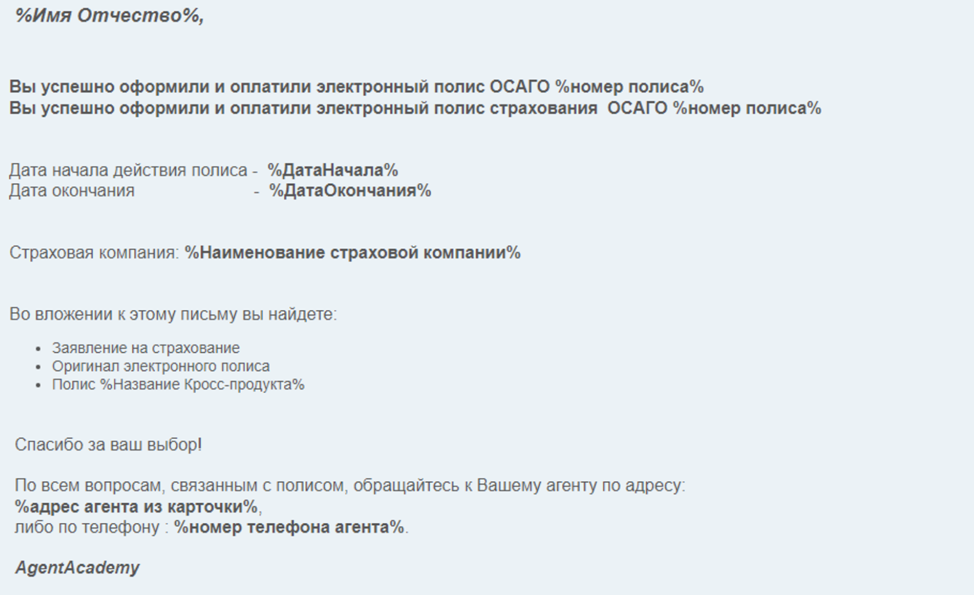 %Имя Отчество%,
Вы успешно оформили и оплатили электронный полис ОСАГО %номер полиса%
Вы успешно оформили и оплатили электронный полис страхования ОСАГО %номер полиса%
Дата начала действия полиса - %ДатаНачала%
Дата окончания - %ДатаОкончания%
Страховая компания: %Наименование страховой компании%
Во вложении к этому письму вы найдете:
• Заявление на страхование
• Оригинал электронного полиса
• Полис %Название Кросс-продукта%
Спасибо за ваш выбор!
По всем вопросам, связанным с полисом, обращайтесь к Вашему агенту по адресу:
%адрес агента из карточки%,
либо по телефону : %номер телефона агента%.
AgentAcademy